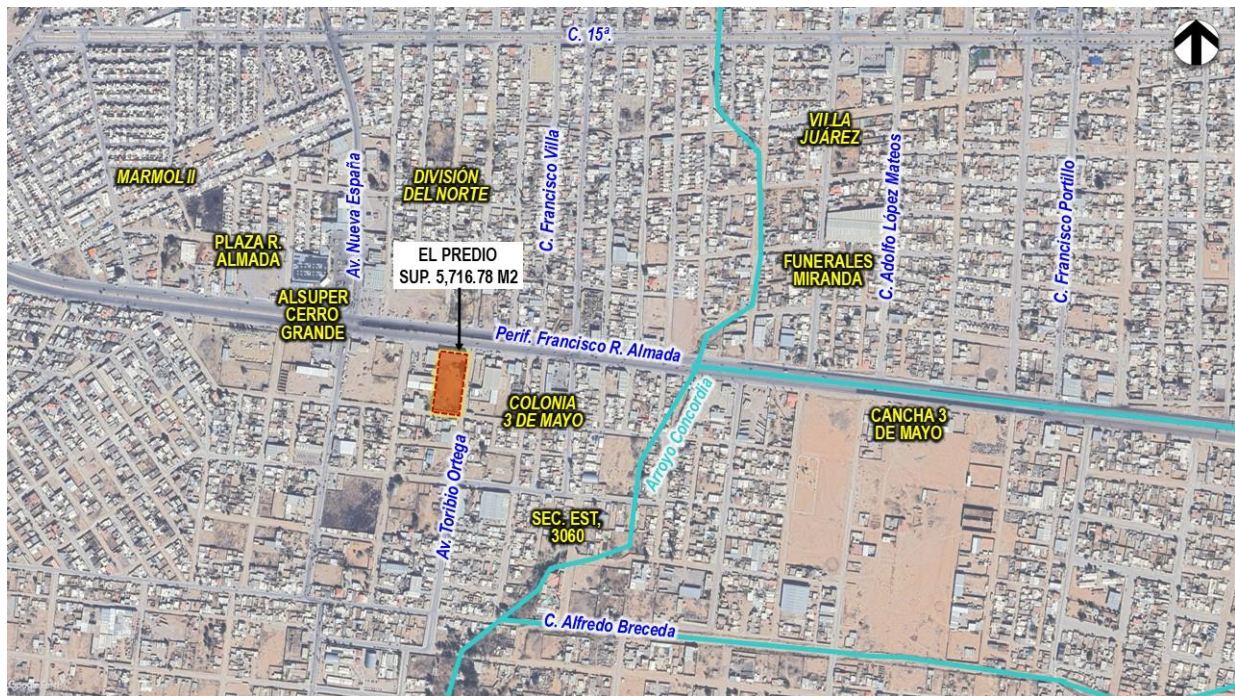 C. 15ª.
VILLA
JUÁREZ
MARMOL II
Av. Nueva España
DIVISIÓN
DEL NORTE
C. Francisco Villa
C. Adolfo López Mateos
C. Francisco Portillo
PLAZA R.
ALMADA
EL PREDIO
SUP. 5,716.78 M2
FUNERALES
MIRANDA
ALSUPER
CERRO
GRANDE
Perif. Francisco R. Almada
COLONIA
3 DE MAYO
Arroyo Concordia
CANCHA 3
DE MAYO
Av. Toribio Ortega
SEC. EST,
3060
C. Alfredo Breceda